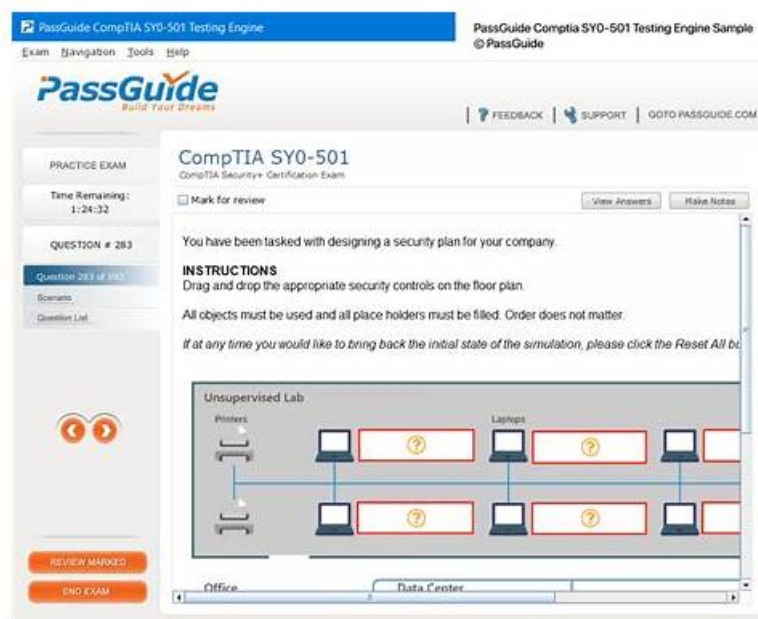 PassGuide CompTIA SY0-501 Testing Engine
PassGuide Comptia SY0-501 Testing Engine Sample
© PassGuide
Exam Navigation Tools Help
PassGuide
Build Your Dreams
? FEEDBACK | SUPPORT | GOTO PASSGUIDE.COM
PRACTICE EXAM
Time Remaining:
1:24:32
QUESTION # 283
Question 283 of
Scenario
Question List
REVIEW MARKED
END EXAM
CompTIA SY0-501
CompTIA Security+ Certification Exam
Mark for review
View Answers
Make Notes
You have been tasked with designing a security plan for your company.
INSTRUCTIONS
Drag and drop the appropriate security controls on the floor plan.
All objects must be used and all place holders must be filled. Order does not matter.
If at any time you would like to bring back the initial state of the simulation, please click the Reset All bu
Unsupervised Lab
Printers
Laptops
?
?
?
?
Office
Data Center